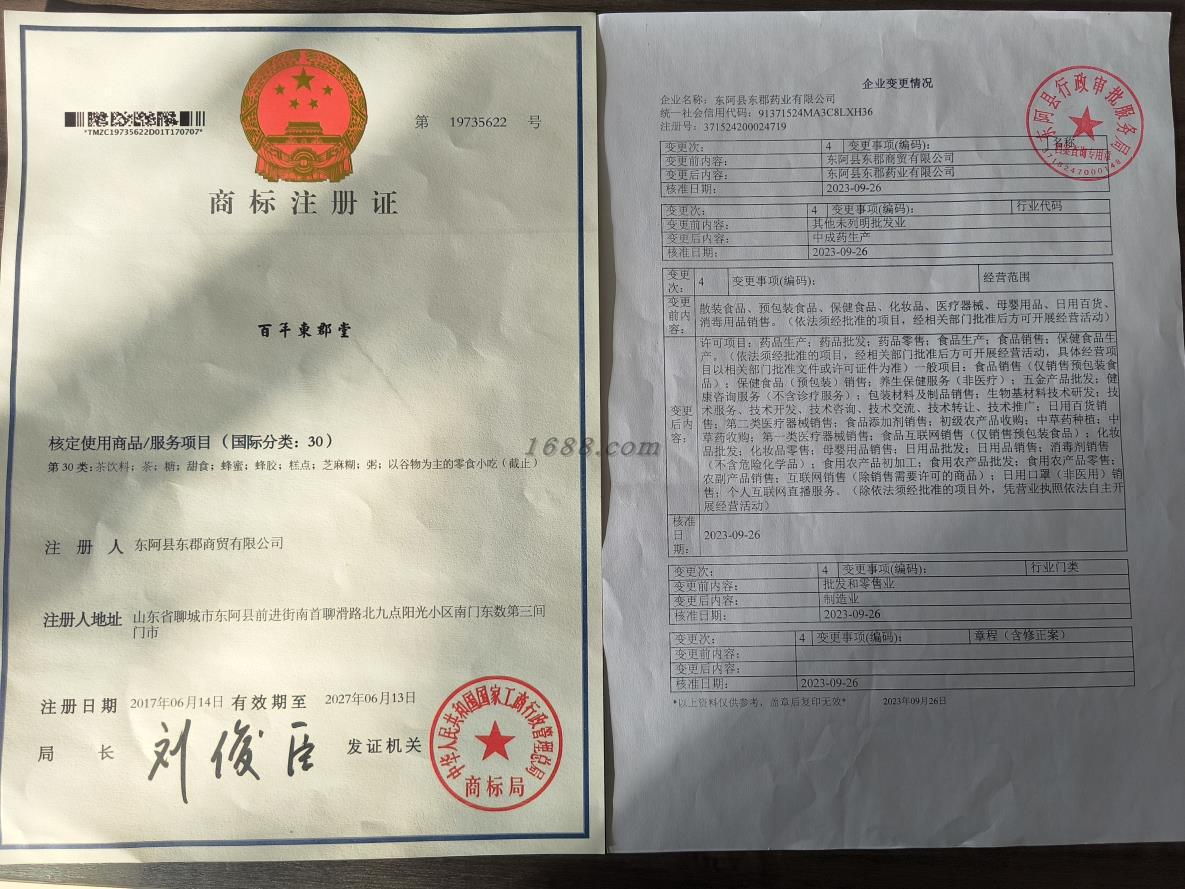 *TMZC19735622D01T170707*
第 19735622 号
商标注册证
百年東郡堂
核定使用商品/服务项目（国际分类：30）
第30类:茶饮料；茶；糖；甜食；蜂蜜；蜂胶；糕点；芝麻糊；粥；以谷物为主的零食小吃（截止）
注册人 东阿县东郡商贸有限公司
注册人地址 山东省聊城市东阿县前进街南首聊滑路北九点阳光小区南门东数第三间
门市
注册日期 2017年06月14日 有效期至 2027年06月13日
局长 刘俊臣 发证机关
中华人民共和国国家工商行政管理总局
商标局
1688.com
企业变更情况
企业名称：东阿县东郡药业有限公司
统一社会信用代码：91371524MA3C8LXH36
注册号：371524200024719
东阿县行政审批服务局
变更次： 4 变更事项(编码)： 名称
变更前内容： 东阿县东郡商贸有限公司
变更后内容： 东阿县东郡药业有限公司
核准日期： 2023-09-26
变更次： 4 变更事项(编码)： 行业代码
变更前内容： 其他未列明批发业
变更后内容： 中成药生产
核准日期： 2023-09-26
变更次： 4 变更事项(编码)： 经营范围
变更前内容：
散装食品、预包装食品、保健食品、化妆品、医疗器械、母婴用品、日用百货、
消毒用品销售。（依法须经批准的项目，经相关部门批准后方可开展经营活动）
变更后内容：
许可项目：药品生产；药品批发；药品零售；食品生产；食品销售；保健食品生
产。（依法须经批准的项目，经相关部门批准后方可开展经营活动，具体经营项
目以相关部门批准文件或许可证件为准）一般项目：食品销售（仅销售预包装食
品）；保健食品（预包装）销售；养生保健服务（非医疗）；五金产品批发；健
康咨询服务（不含诊疗服务）；包装材料及制品销售；生物基材料技术研发；技
术服务、技术开发、技术咨询、技术交流、技术转让、技术推广；日用百货销
售；第二类医疗器械销售；食品添加剂销售；初级农产品收购；中草药种植；中
草药收购；第一类医疗器械销售；食品互联网销售（仅销售预包装食品）；化妆
品批发；化妆品零售；母婴用品销售；日用品批发；日用品销售；消毒剂销售
（不含危险化学品）；食用农产品初加工；食用农产品批发；食用农产品零售；
农副产品销售；互联网销售（除销售需要许可的商品）；日用口罩（非医用）销
售；个人互联网直播服务。（除依法须经批准的项目外，凭营业执照依法自主开
展经营活动）
核准日期： 2023-09-26
变更次： 4 变更事项(编码)： 行业门类
变更前内容： 批发和零售业
变更后内容： 制造业
核准日期： 2023-09-26
变更次： 4 变更事项(编码)： 章程（含修正案）
变更前内容：
变更后内容：
核准日期： 2023-09-26
*以上资料仅供参考，盖章后复印无效* 2023年09月26日